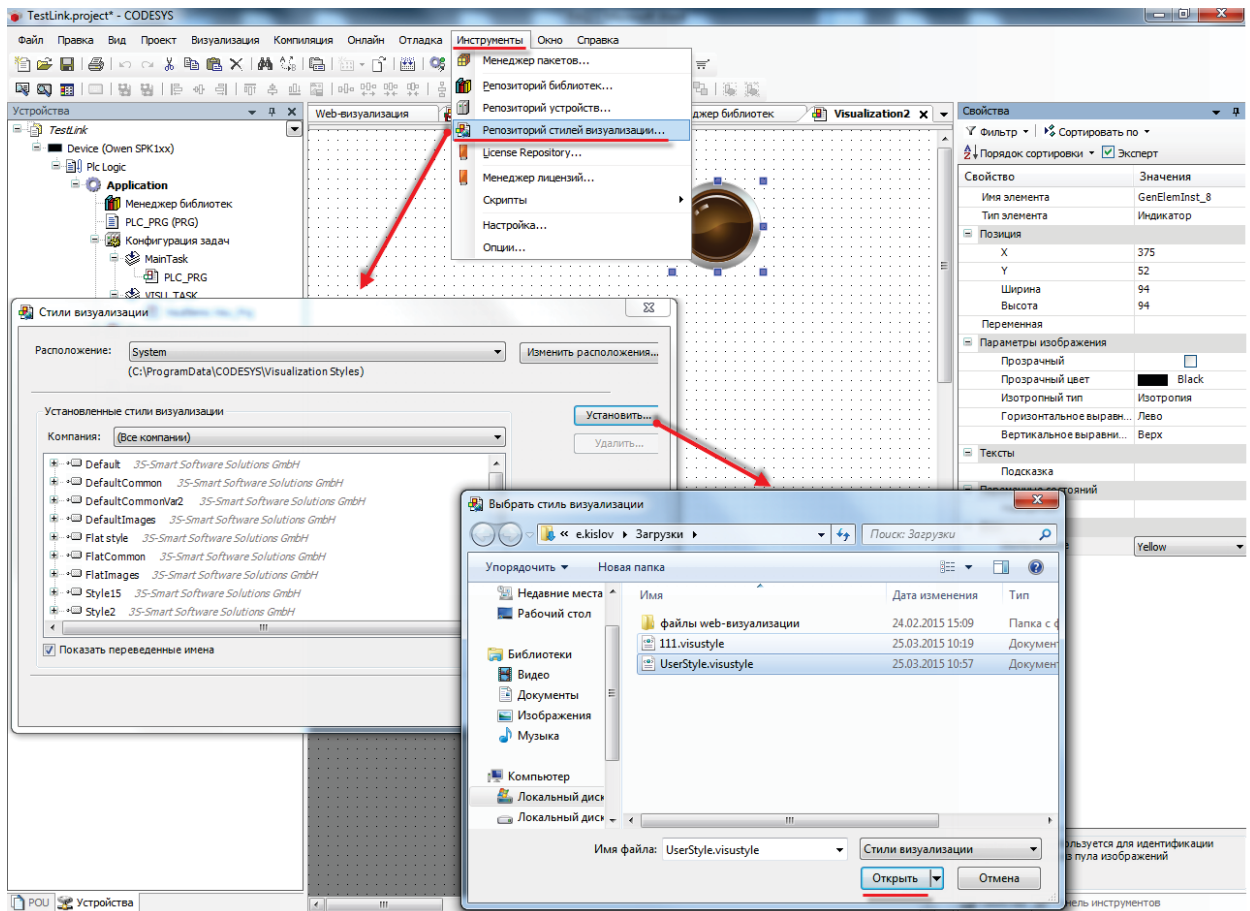 TestLink.project* - CODESYS
Файл Правка Вид Проект Визуализация Компиляция Онлайн Отладка Инструменты Окно Справка
Менеджер пакетов...
Репозиторий библиотек...
Репозиторий устройств...
Репозиторий стилей визуализации...
License Repository...
Менеджер лицензий...
Скрипты
Настройка...
Опции...
Устройства
TestLink
Device (Owen SPK1xx)
Plc Logic
Application
Менеджер библиотек
PLC_PRG (PRG)
Конфигурация задач
MainTask
PLC_PRG
VISU_TASK
Web-визуализация
джер библиотек
Visualization2
Свойства
Фильтр
Сортировать по
Порядок сортировки
Эксперт
Свойство Значения
Имя элемента GenElemInst_8
Тип элемента Индикатор
Позиция
X 375
Y 52
Ширина 94
Высота 94
Переменная
Параметры изображения
Прозрачный
Прозрачный цвет Black
Изотропный тип Изотропия
Горизонтальное выравн... Лево
Вертикальное выравни... Верх
Тексты
Подсказка
Yellow
Стили визуализации
Расположение: System Изменить расположения...
(C:\ProgramData\CODESYS\Visualization Styles)
Установленные стили визуализации
Установить...
Компания: (Все компании)
Удалить...
Default 3S-Smart Software Solutions GmbH
DefaultCommon 3S-Smart Software Solutions GmbH
DefaultCommonVar2 3S-Smart Software Solutions GmbH
DefaultImages 3S-Smart Software Solutions GmbH
Flat style 3S-Smart Software Solutions GmbH
FlatCommon 3S-Smart Software Solutions GmbH
FlatImages 3S-Smart Software Solutions GmbH
Style15 3S-Smart Software Solutions GmbH
Style2 3S-Smart Software Solutions GmbH
Показать переведенные имена
Выбрать стиль визуализации
« e.kislov Загрузки
Поиск: Загрузки
Упорядочить Новая папка
Недавние места
Рабочий стол
Библиотеки
Видео
Документы
Изображения
Музыка
Компьютер
Локальный диск
Локальный диск
Имя Дата изменения Тип
файлы web-визуализации 24.02.2015 15:09 Папка с ф
111.visustyle 25.03.2015 10:19 Документ
UserStyle.visustyle 25.03.2015 10:57 Документ
Имя файла: UserStyle.visustyle Стили визуализации
Открыть Отмена
ользуется для идентификации
з пула изображений
POU Устройства
нель инструментов